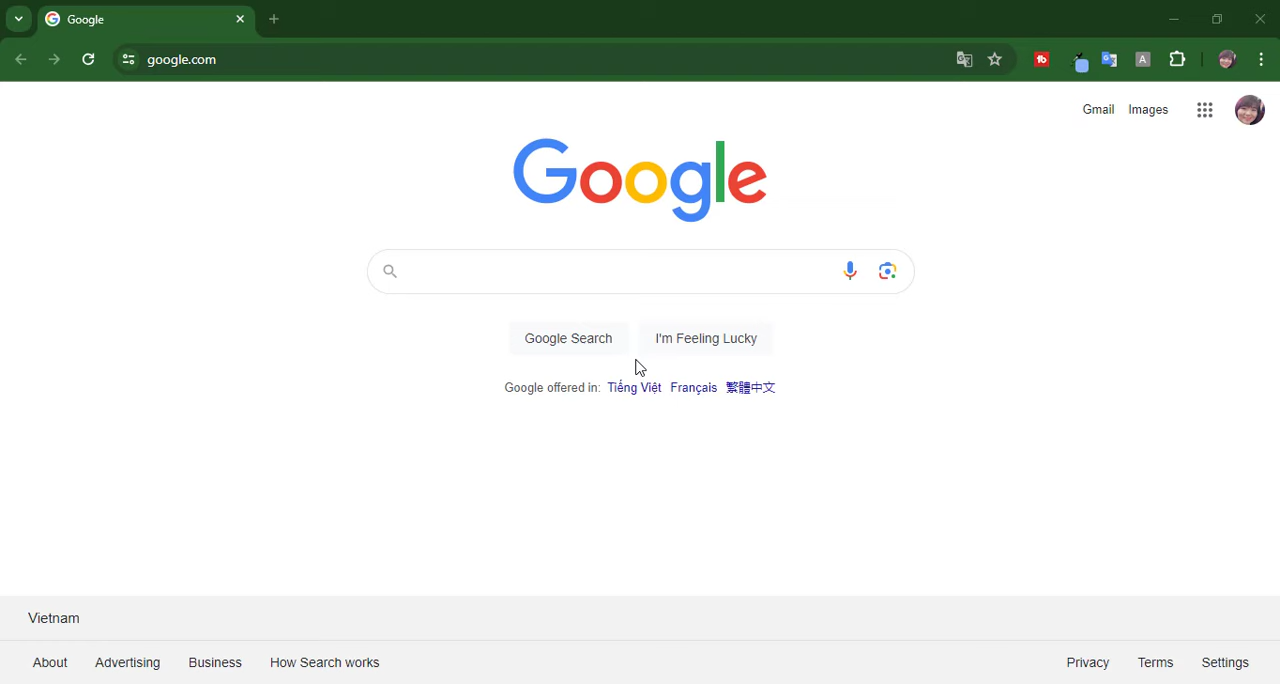 Google
google.com
Gmail Images
Google
Google Search I'm Feeling Lucky
Google offered in: Tiếng Việt Français 繁體中文
Vietnam
About Advertising Business How Search works Privacy Terms Settings